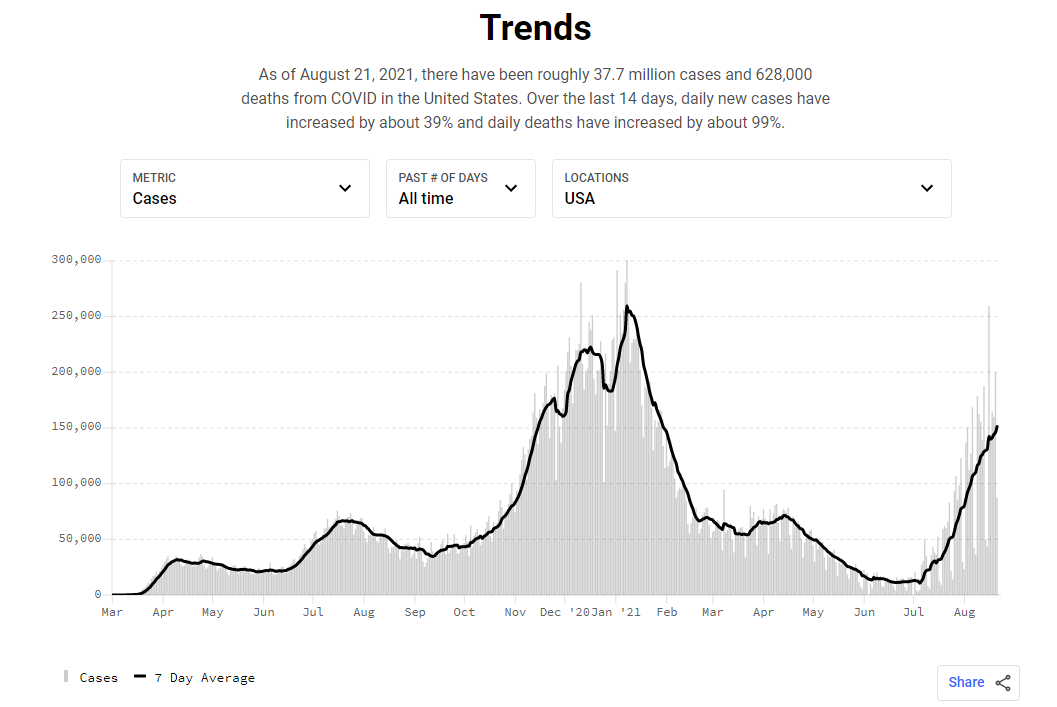 Trends
As of August 21, 2021, there have been roughly 37.7 million cases and 628,000
deaths from COVID in the United States. Over the last 14 days, daily new cases have
increased by about 39% and daily deaths have increased by about 99%.
METRIC
Cases
PAST # OF DAYS
All time
LOCATIONS
USA
300,000
250,000
200,000
150,000
100,000
50,000
0
Mar Apr May Jun Jul Aug Sep Oct Nov Dec '20 Jan '21 Feb Mar Apr May Jun Jul Aug
Cases 7 Day Average
Share